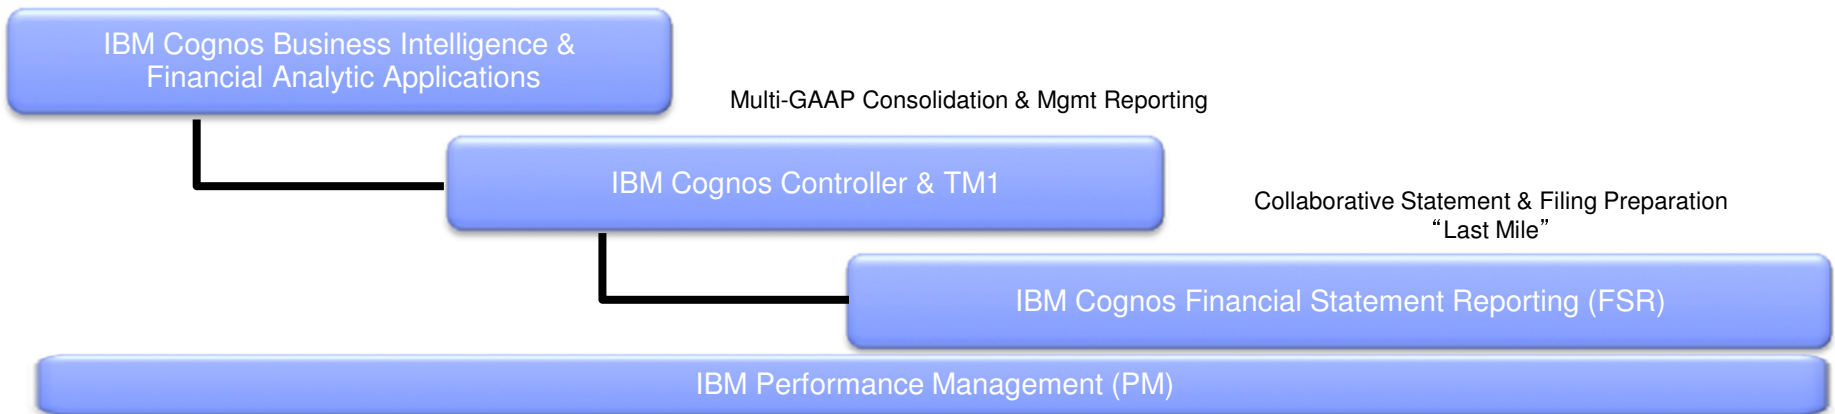 IBM Cognos Business Intelligence &
Financial Analytic Applications
Multi-GAAP Consolidation & Mgmt Reporting
IBM Cognos Controller & TM1
Collaborative Statement & Filing Preparation
“Last Mile”
IBM Cognos Financial Statement Reporting (FSR)
IBM Performance Management (PM)